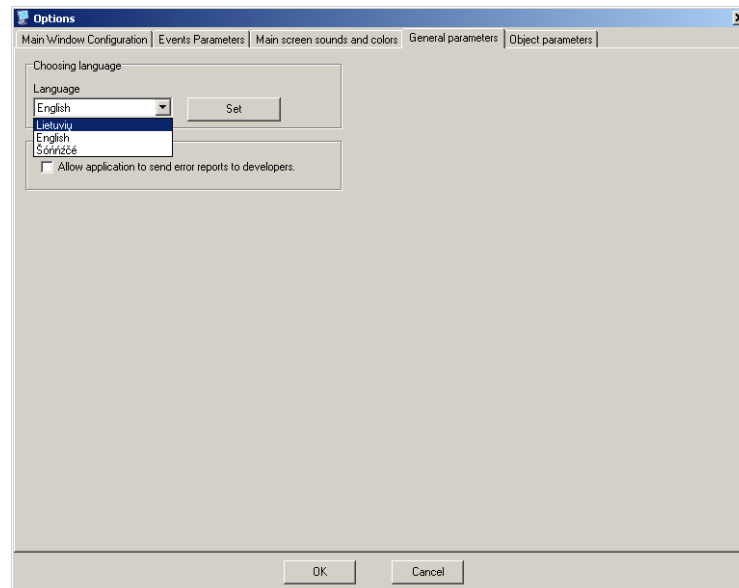 Options
Main Window Configuration Events Parameters Main screen sounds and colors General parameters Object parameters
Choosing language
Language
English Set
Lietuvių
English
Šóńńźčé
Allow application to send error reports to developers.
OK Cancel